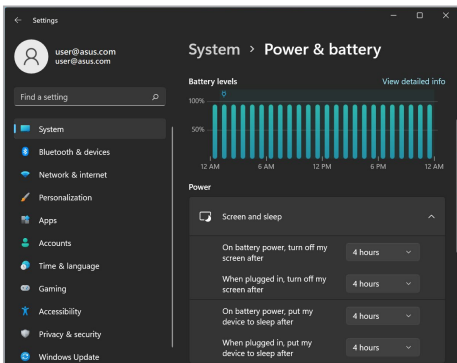 Settings
user@asus.com
user@asus.com
Find a setting
System
Bluetooth & devices
Network & internet
Personalization
Apps
Accounts
Time & language
Gaming
Accessibility
Privacy & security
Windows Update
System > Power & battery
Battery levels View detailed info
100%
50%
12 AM 6 AM 12 PM 6 PM 12 AM
Power
Screen and sleep
On battery power, turn off my
screen after
4 hours
When plugged in, turn off my
screen after
4 hours
On battery power, put my
device to sleep after
4 hours
When plugged in, put my
device to sleep after
4 hours